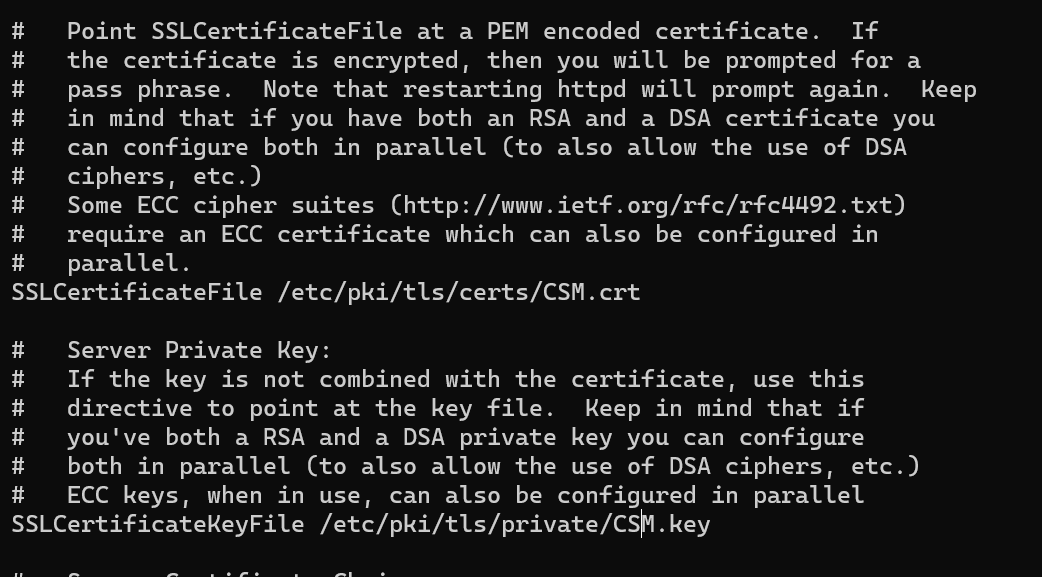 #   Point SSLCertificateFile at a PEM encoded certificate.  If
#   the certificate is encrypted, then you will be prompted for a
#   pass phrase.  Note that restarting httpd will prompt again.  Keep
#   in mind that if you have both an RSA and a DSA certificate you
#   can configure both in parallel (to also allow the use of DSA
#   ciphers, etc.)
#   Some ECC cipher suites (http://www.ietf.org/rfc/rfc4492.txt)
#   require an ECC certificate which can also be configured in
#   parallel.
SSLCertificateFile /etc/pki/tls/certs/CSM.crt

#   Server Private Key:
#   If the key is not combined with the certificate, use this
#   directive to point at the key file.  Keep in mind that if
#   you've both a RSA and a DSA private key you can configure
#   both in parallel (to also allow the use of DSA ciphers, etc.)
#   ECC keys, when in use, can also be configured in parallel
SSLCertificateKeyFile /etc/pki/tls/private/CSM.key